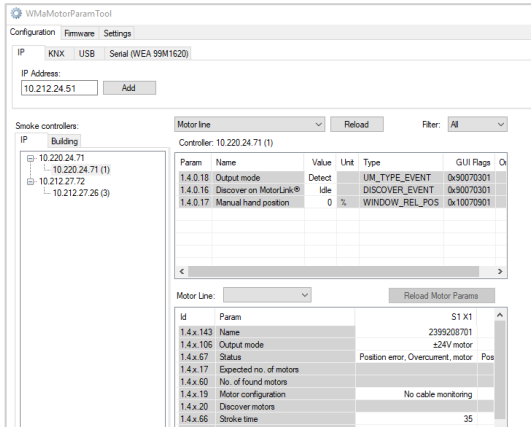 WMaMotorParamTool
Configuration Firmware Settings
IP KNX USB Serial (WEA 99M1620)
IP Address:
10.212.24.51 Add
Smoke controllers: Motor line Reload Filter: All
IP Building Controller: 10.220.24.71 (1)
10.220.24.71
10.220.24.71 (1)
10.212.27.72
10.212.27.26 (3)
Param Name Value Unit Type GUI Flags
1.4.0.18 Output mode Detect UM_TYPE_EVENT 0x90070301
1.4.0.16 Discover on MotorLink® Idle DISCOVER_EVENT 0x90070901
1.4.0.17 Manual hand position 0 % WINDOW_REL_POS 0x10070901
Motor Line: Reload Motor Params
Id Param S1 X1
1.4.x.143 Name 2399208701
1.4.x.106 Output mode ±24V motor
1.4.x.67 Status Position error, Overcurrent, motor Pos
1.4.x.17 Expected no. of motors
1.4.x.60 No. of found motors
1.4.x.19 Motor configuration No cable monitoring
1.4.x.20 Discover motors
1.4.x.66 Stroke time 35